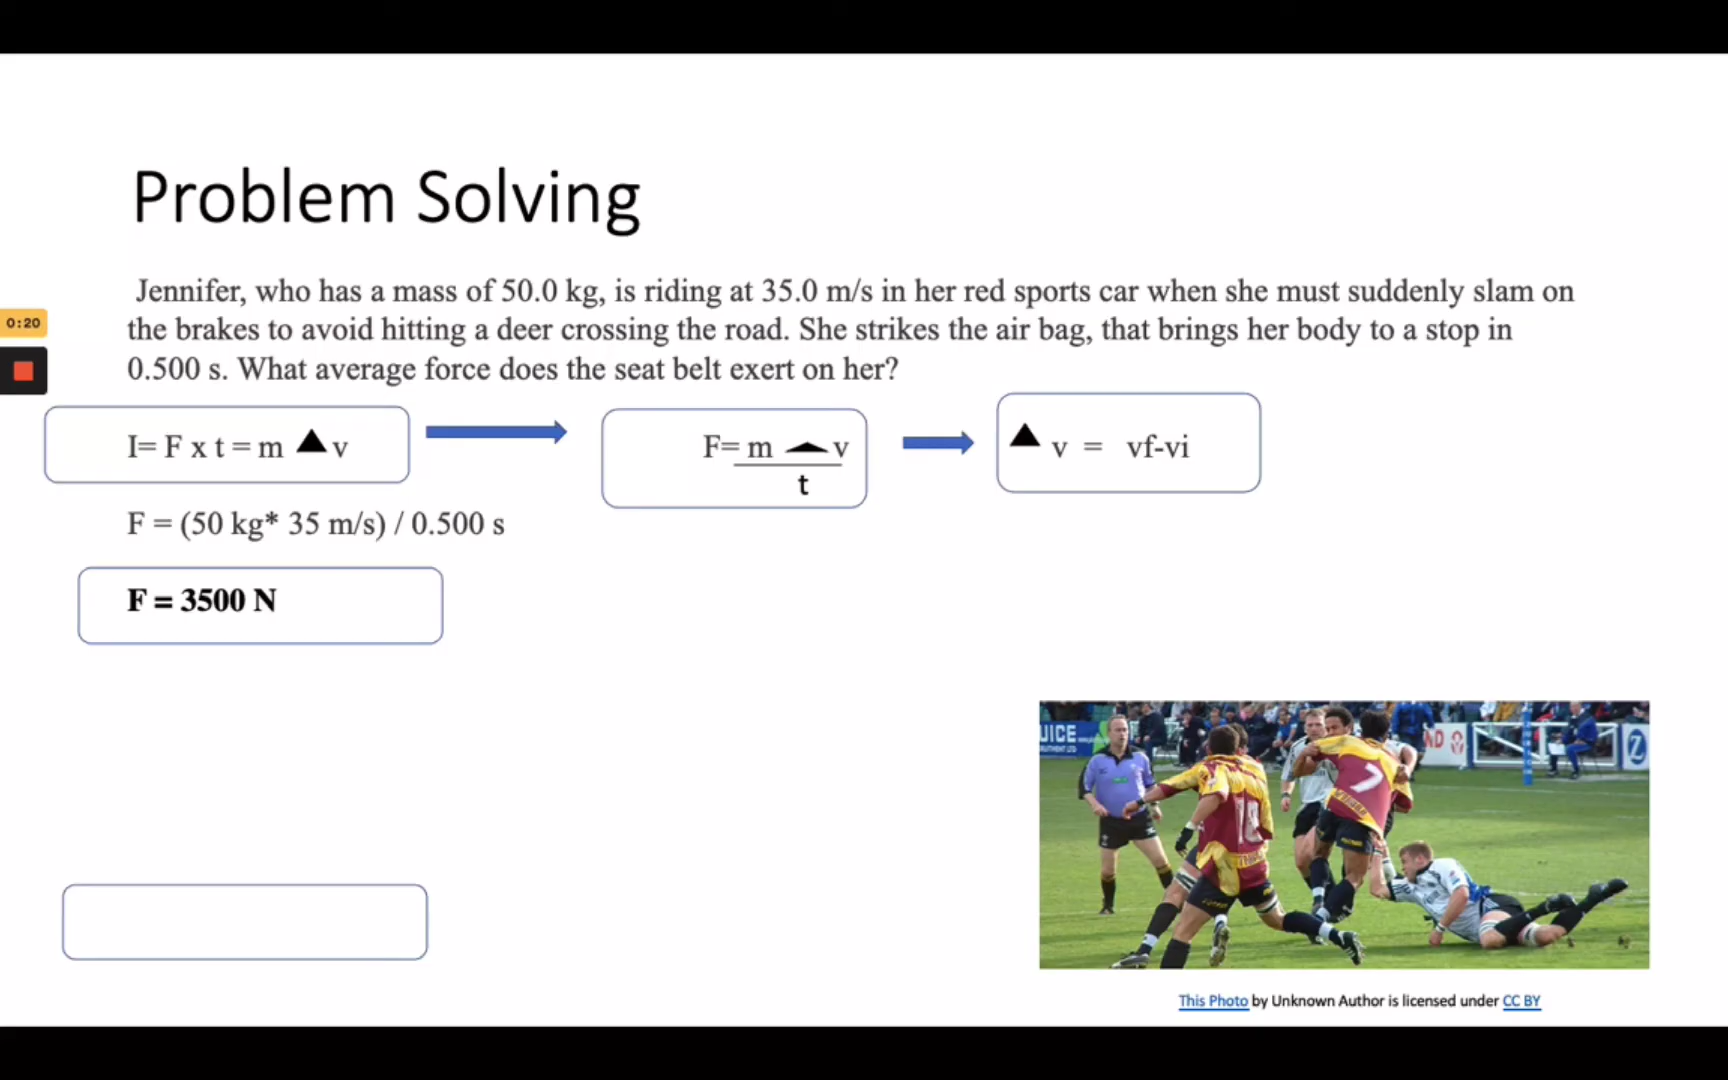 Problem Solving
Jennifer, who has a mass of 50.0 kg, is riding at 35.0 m/s in her red sports car when she must suddenly slam on
the brakes to avoid hitting a deer crossing the road. She strikes the air bag, that brings her body to a stop in
0:20
0.500 s. What average force does the seat belt exert on her?
I= F x t = m ▲ v
F= m ▲ v
t
▲ v = vf-vi
F = (50 kg* 35 m/s) / 0.500 s
F = 3500 N
UICE
ND
Z
7
18
This Photo by Unknown Author is licensed under CC BY